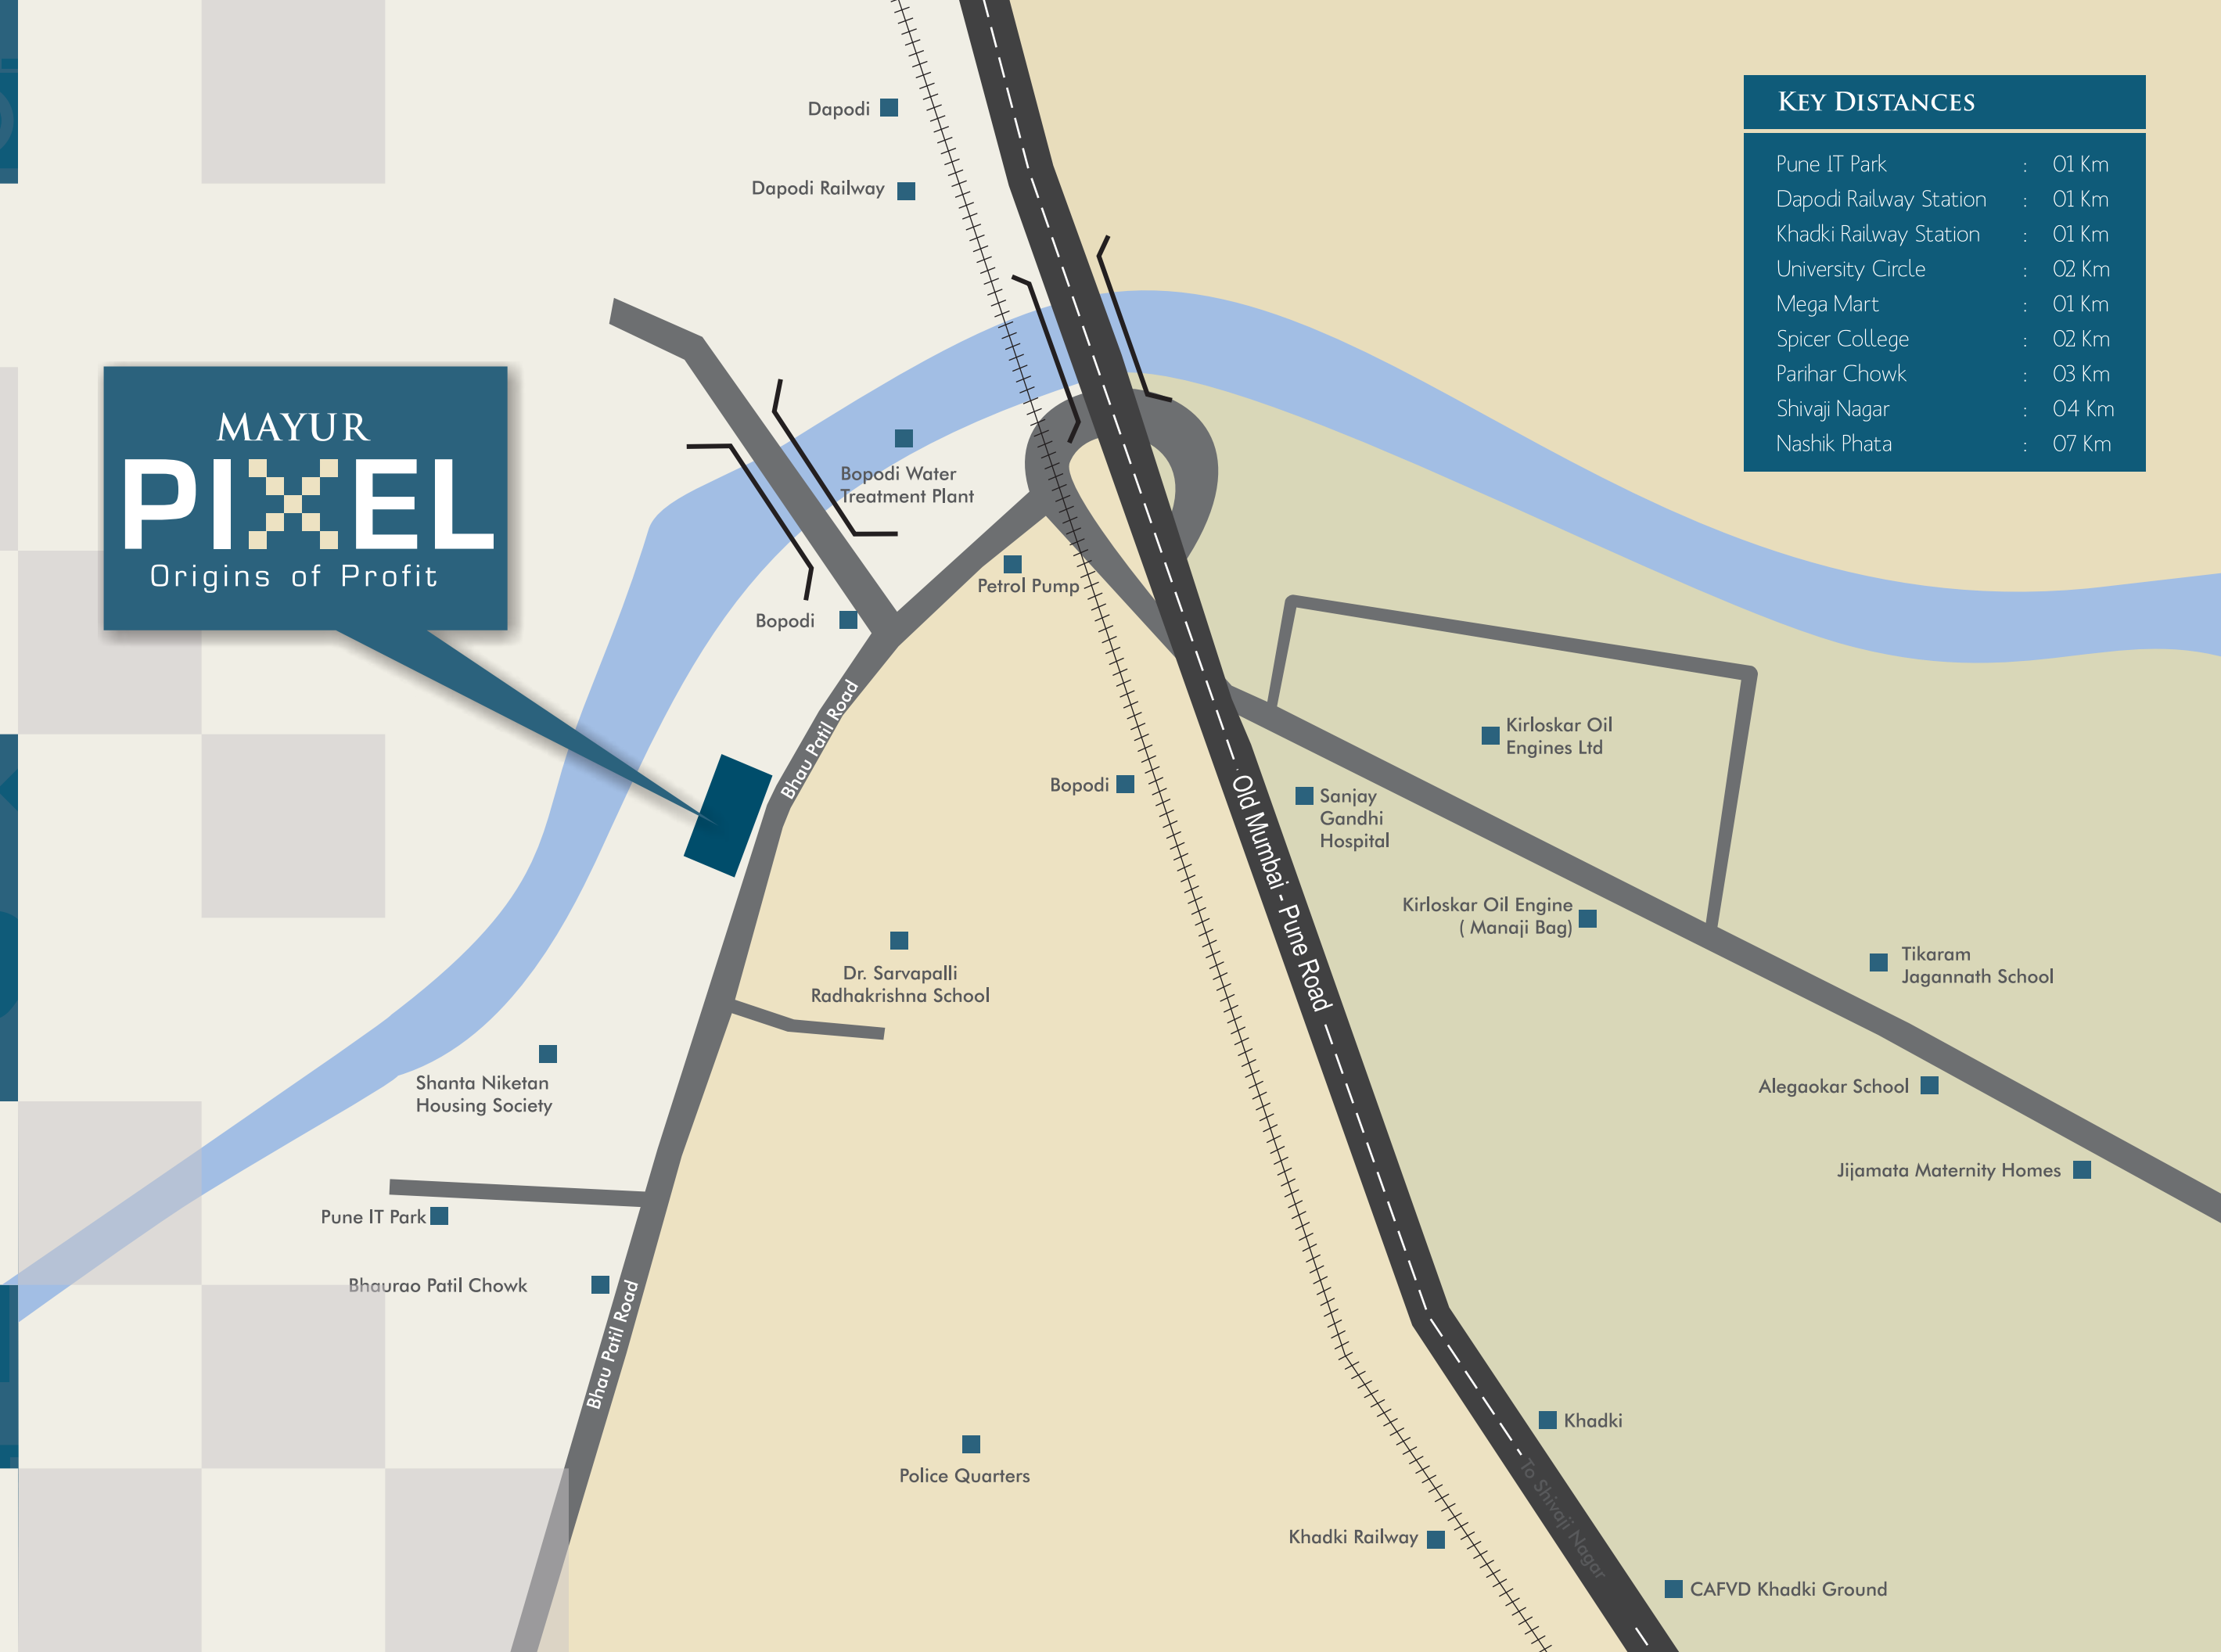 Dapodi
Dapodi Railway
KEY DISTANCES
Pune IT Park : 01 Km
Dapodi Railway Station : 01 Km
Khadki Railway Station : 01 Km
University Circle : 02 Km
Mega Mart : 01 Km
Spicer College : 02 Km
Parihar Chowk : 03 Km
Shivaji Nagar : 04 Km
Nashik Phata : 07 Km
MAYUR
PIXEL
Origins of Profit
Bopodi Water
Treatment Plant
Petrol Pump
Bopodi
Bhau Patil Road
Kirloskar Oil
Engines Ltd
Bopodi
Sanjay
Gandhi
Hospital
Old Mumbai - Pune Road
Kirloskar Oil Engine
( Manaji Bag)
Tikaram
Jagannath School
Dr. Sarvapalli
Radhakrishna School
Shanta Niketan
Housing Society
Alegaokar School
Jijamata Maternity Homes
Pune IT Park
Bhaurao Patil Chowk
Bhau Patil Road
Khadki
Police Quarters
To Shivaji Nagar
Khadki Railway
CAFVD Khadki Ground